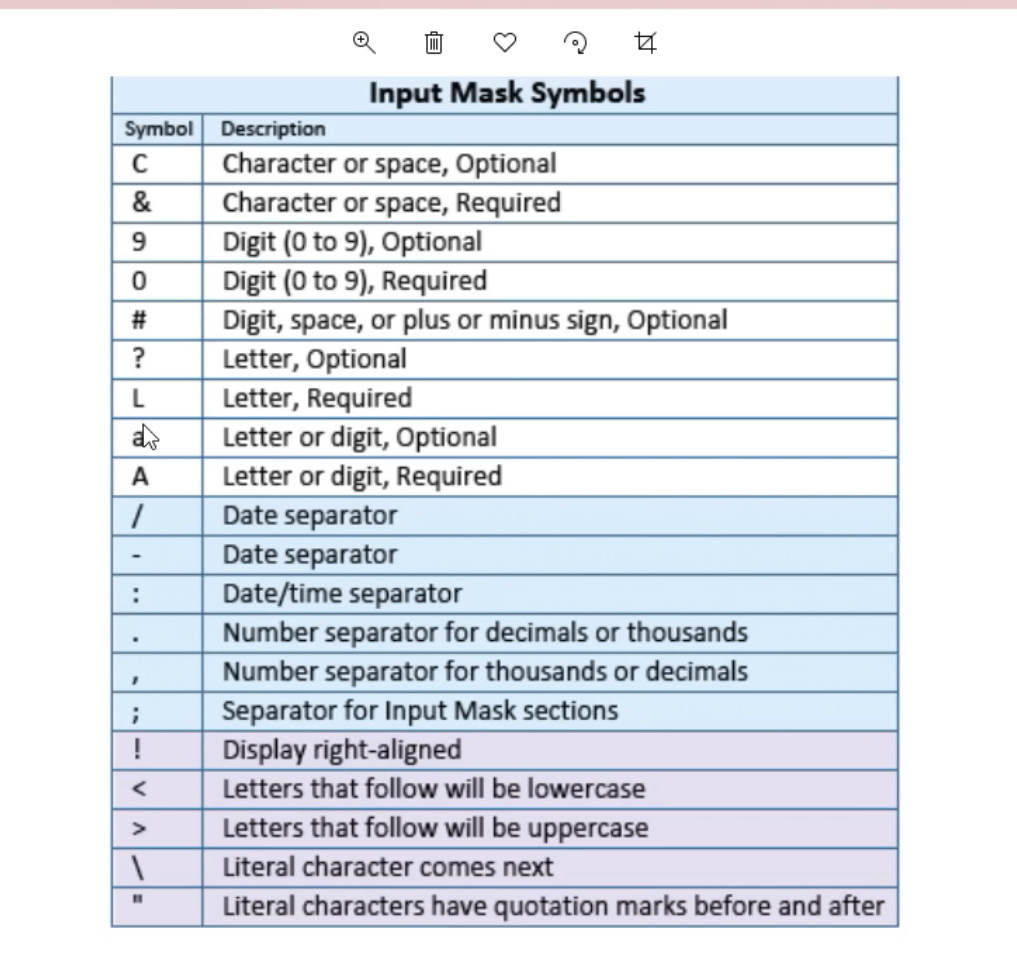 Input Mask Symbols
Symbol Description
C Character or space, Optional
& Character or space, Required
9 Digit (0 to 9), Optional
0 Digit (0 to 9), Required
# Digit, space, or plus or minus sign, Optional
? Letter, Optional
L Letter, Required
a Letter or digit, Optional
A Letter or digit, Required
/ Date separator
- Date separator
: Date/time separator
. Number separator for decimals or thousands
, Number separator for thousands or decimals
; Separator for Input Mask sections
! Display right-aligned
< Letters that follow will be lowercase
> Letters that follow will be uppercase
\ Literal character comes next
" Literal characters have quotation marks before and after